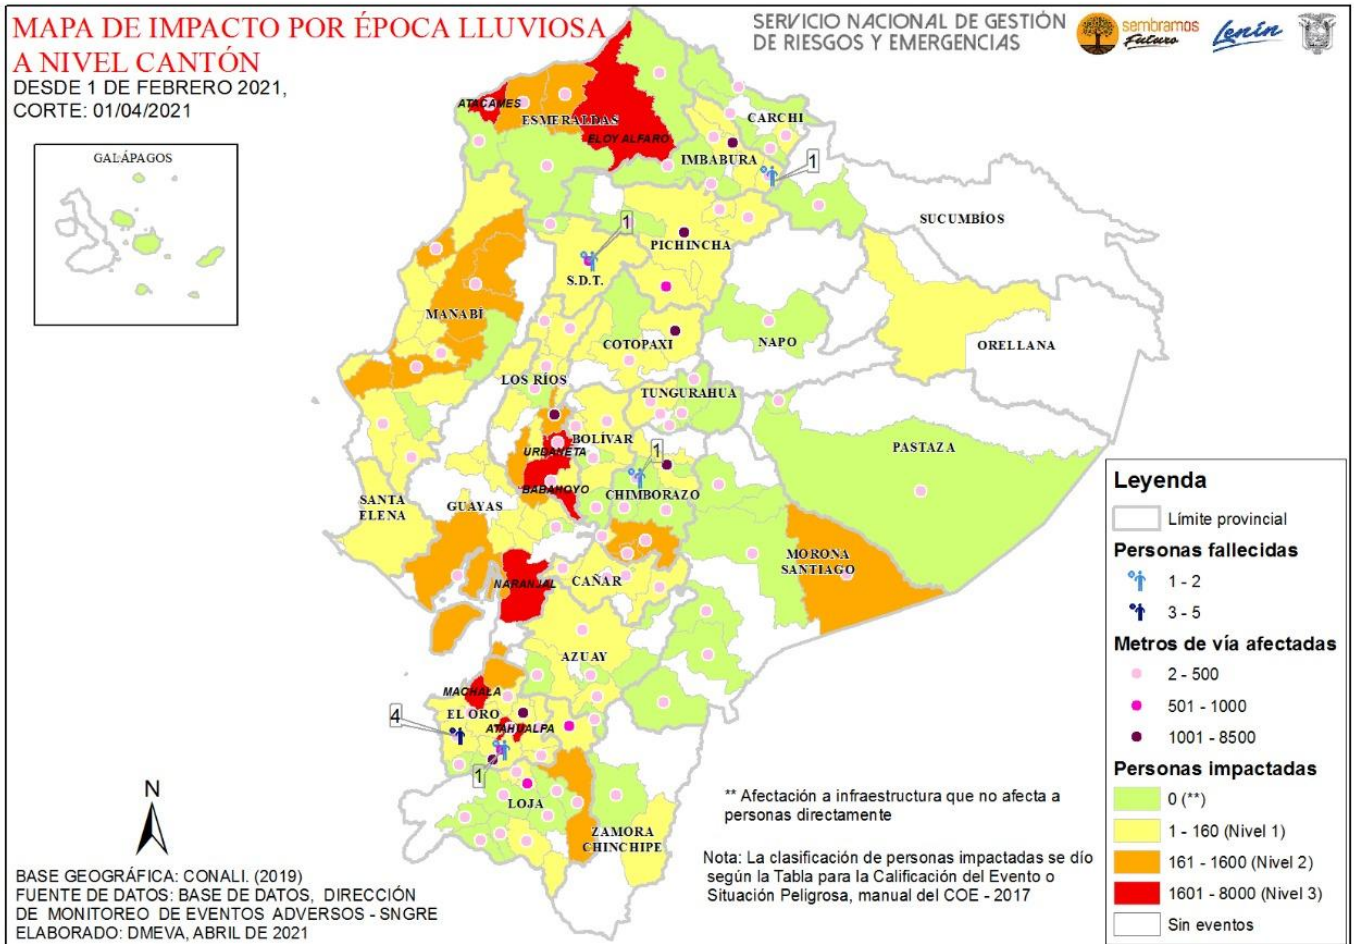 MAPA DE IMPACTO POR ÉPOCA LLUVIOSA
A NIVEL CANTÓN
DESDE 1 DE FEBRERO 2021,
CORTE: 01/04/2021
SERVICIO NACIONAL DE GESTIÓN
DE RIESGOS Y EMERGENCIAS
sembramos
Futuro
Lenín
GALÁPAGOS
ATACAMES
ESMERALDAS
ELOY ALFARO
CARCHI
IMBABURA
1
SUCUMBÍOS
1
PICHINCHA
S.D.T.
MANABÍ
ORELLANA
COTOPAXI
NAPO
LOS RÍOS
TUNGURAHUA
BOLÍVAR
URDANETA
1
PASTAZA
BABAHOYO
CHIMBORAZO
SANTA
ELENA
GUAYAS
MORONA
SANTIAGO
NARANJAL
CAÑAR
AZUAY
MACHALA
EL ORO
4
ATAHUALPA
1
LOJA
ZAMORA
CHINCHIPE
N
Leyenda
Límite provincial
Personas fallecidas
1 - 2
3 - 5
Metros de vía afectadas
2 - 500
501 - 1000
1001 - 8500
Personas impactadas
0 (**)
1 - 160 (Nivel 1)
161 - 1600 (Nivel 2)
1601 - 8000 (Nivel 3)
Sin eventos
** Afectación a infraestructura que no afecta a
personas directamente
Nota: La clasificación de personas impactadas se dío
según la Tabla para la Calificación del Evento o
Situación Peligrosa, manual del COE - 2017
BASE GEOGRÁFICA: CONALI. (2019)
FUENTE DE DATOS: BASE DE DATOS, DIRECCIÓN
DE MONITOREO DE EVENTOS ADVERSOS - SNGRE
ELABORADO: DMEVA, ABRIL DE 2021